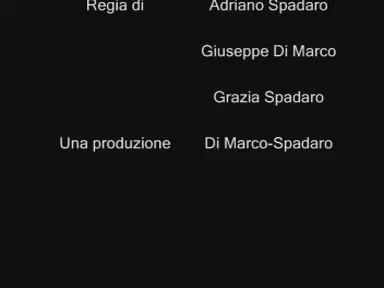 Regia di Adriano Spadaro
Giuseppe Di Marco
Grazia Spadaro
Una produzione Di Marco-Spadaro